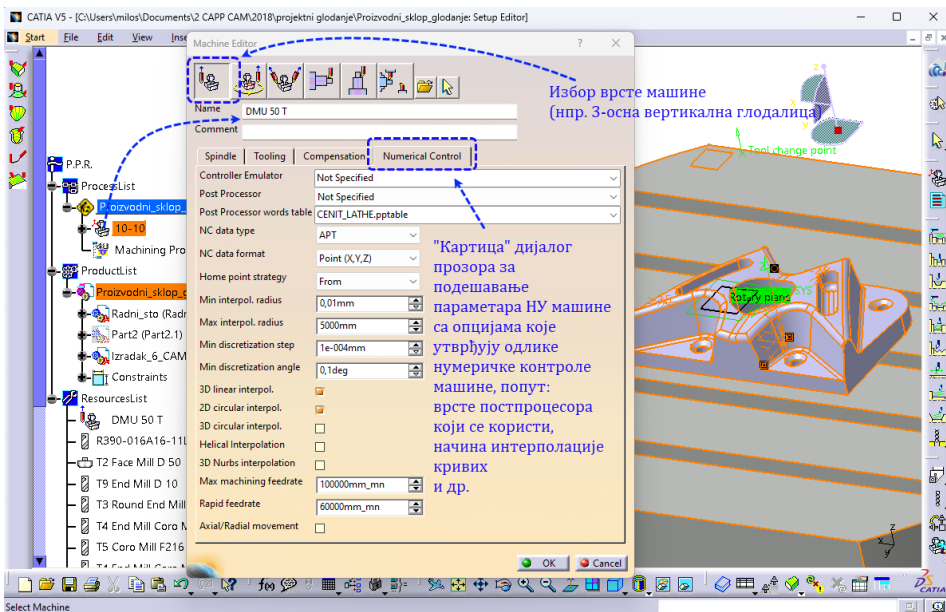 CATIA V5 - [C:\Users\milos\Documents\2 CAPP CAM\2018\projektni glodanje\Proizvodni_sklop_glodanje: Setup Editor]
Start File Edit View
Machine Editor
Name
DMU 50 T
Comment
Избор врсте машине
(нпр. 3-осна вертикална глодалица)
Tool change point
Spindle Tooling Compensation Numerical Control
Controller Emulator Not Specified
Post Processor Not Specified
Post Processor words table CENIT_LATHE.pptable
NC data type APT
NC data format Point (X,Y,Z)
Home point strategy From
Min interpol. radius 0,01mm
Max interpol. radius 5000mm
Min discretization step 1e-004mm
Min discretization angle 0,1deg
3D linear interpol.
2D circular interpol.
3D circular interpol.
Helical Interpolation
3D Nurbs interpolation
Max machining feedrate 100000mm_mn
Rapid feedrate 60000mm_mn
Axial/Radial movement
"Картица" дијалог
прозора за
подешавање
параметара НУ машине
са опцијама које
утврђују одлике
нумеричке контроле
машине, попут:
врсте постпроцесора
који се користи,
начина интерполације
кривих
и др.
OK Cancel
P.P.R.
ProcessList
10-10
Machining Pro
ProductList
Proizvodni_sklop_g
Radni_sto (Radr
Part2 (Part2.1)
Izradak_6_CAM
Constraints
ResourcesList
DMU 50 T
R390-016A16-11L
T2 Face Mill D 50
T9 End Mill D 10
T3 Round End Mill
T4 End Mill Coro M
T5 Coro Mill F216
Rotary plane
z
y
Select Machine
CATIA